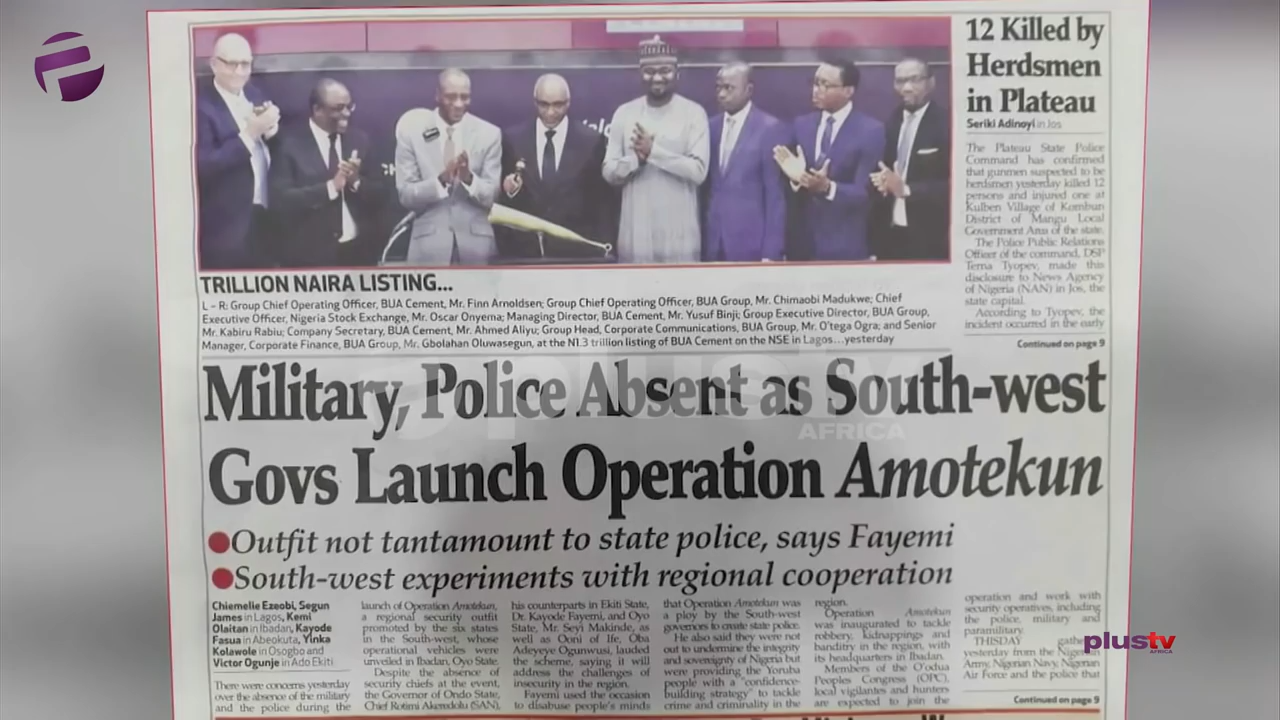 12 Killed by
Herdsmen
in Plateau
Seriki Adinoyi in Jos
The Plateau State Police
Command has confirmed
that gunmen suspected to be
herdsmen yesterday killed 12
persons and injured one at
Kulben Village of Kombun
District of Mangu Local
Government Area of the state.
The Police Public Relations
Officer of the command, DSP
Terna Tyopev, made this
disclosure to News Agency
of Nigeria (NAN) in Jos, the
state capital.
According to Tyopev, the
incident occurred in the early
Continued on page 9
TRILLION NAIRA LISTING...
L – R: Group Chief Operating Officer, BUA Cement, Mr. Finn Arnoldsen; Group Chief Operating Officer, BUA Group, Mr. Chimaobi Madukwe; Chief
Executive Officer, Nigeria Stock Exchange, Mr. Oscar Onyema; Managing Director, BUA Cement, Mr. Yusuf Binji; Group Executive Director, BUA Group,
Mr. Kabiru Rabiu; Company Secretary, BUA Cement, Mr. Ahmed Aliyu; Group Head, Corporate Communications, BUA Group, Mr. O'tega Ogra; and Senior
Manager, Corporate Finance, BUA Group, Mr. Gbolahan Oluwasegun, at the N1.3 trillion listing of BUA Cement on the NSE in Lagos...yesterday
Military, Police Absent as South-west
Govs Launch Operation Amotekun
●Outfit not tantamount to state police, says Fayemi
●South-west experiments with regional cooperation
Chiemelie Ezeobi, Segun
James in Lagos, Kemi
Olaitan in Ibadan, Kayode
Fasua in Abeokuta, Yinka
Kolawole in Osogbo and
Victor Ogunje in Ado Ekiti
There were concerns yesterday
over the absence of the military
and the police during the
launch of Operation Amotekun,
a regional security outfit
promoted by the six states
in the South-west, whose
operational vehicles were
unveiled in Ibadan, Oyo State.
Despite the absence of
security chiefs at the event,
the Governor of Ondo State,
Chief Rotimi Akeredolu (SAN),
his counterparts in Ekiti State,
Dr. Kayode Fayemi, and Oyo
State, Mr. Seyi Makinde, as
well as Ooni of Ife, Oba
Adeyeye Ogunwusi, lauded
the scheme, saying it will
address the challenges of
insecurity in the region.
Fayemi used the occasion
to disabuse people's minds
that Operation Amotekun was
a ploy by the South-west
governors to create state police.
He also said they were not
out to undermine the integrity
and sovereignty of Nigeria but
were providing the Yoruba
people with a "confidence-
building strategy" to tackle
crime and criminality in the
region.
Operation Amotekun
was inaugurated to tackle
robbery, kidnappings and
banditry in the region, with
its headquarters in Ibadan.
Members of the O'odua
Peoples Congress (OPC),
local vigilantes and hunters
are expected to join the
operation and work with
security operatives, including
the police, military and
paramilitary.
THISDAY
yesterday from the Nigerian
Army, Nigerian Navy, Nigerian
Air Force and the police that
Continued on page 9
plustv
AFRICA
plustv
AFRICA